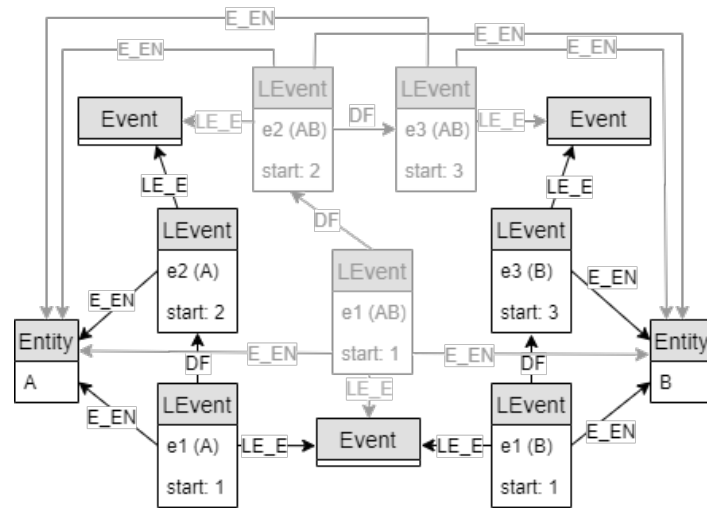 E_EN
E_EN
E_EN
E_EN
LEvent
e2 (AB)
start: 2
DF
LEvent
e3 (AB)
start: 3
Event
LE_E
LE_E
Event
LE_E
LE_E
DF
LEvent
e2 (A)
start: 2
LEvent
e1 (AB)
start: 1
LEvent
e3 (B)
start: 3
E_EN
E_EN
Entity
A
E_EN
E_EN
Entity
B
DF
DF
LE_E
E_EN
E_EN
LEvent
e1 (A)
start: 1
LE_E
Event
LE_E
LEvent
e1 (B)
start: 1